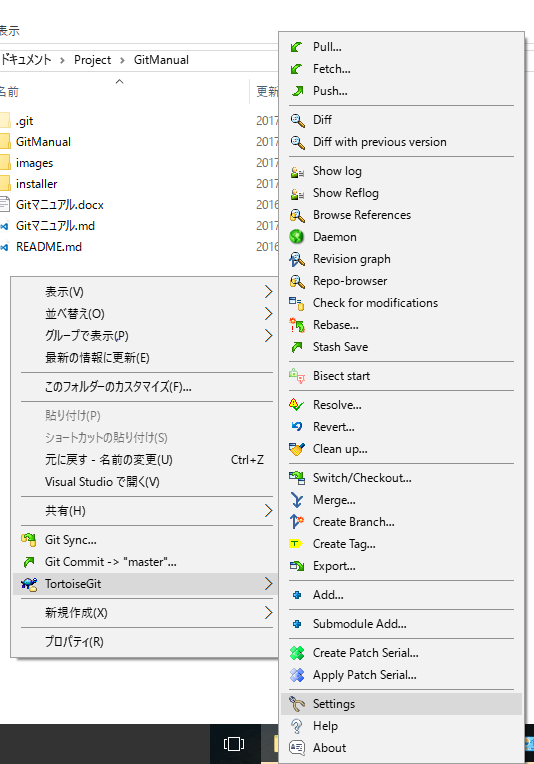 表示
ドキュメント > Project > GitManual
名前
更新
.git
2017
GitManual
2017
images
2017
installer
2017
Gitマニュアル.docx
2016
Gitマニュアル.md
2017
README.md
2016
表示(V)
並べ替え(O)
グループで表示(P)
最新の情報に更新(E)
このフォルダーのカスタマイズ(F)...
貼り付け(P)
ショートカットの貼り付け(S)
元に戻す - 名前の変更(U) Ctrl+Z
Visual Studio で開く(V)
共有(H)
Git Sync...
Git Commit -> "master"...
TortoiseGit
新規作成(X)
プロパティ(R)
Pull...
Fetch...
Push...
Diff
Diff with previous version
Show log
Show Reflog
Browse References
Daemon
Revision graph
Repo-browser
Check for modifications
Rebase...
Stash Save
Bisect start
Resolve...
Revert...
Clean up...
Switch/Checkout...
Merge...
Create Branch...
Create Tag...
Export...
Add...
Submodule Add...
Create Patch Serial...
Apply Patch Serial...
Settings
Help
About